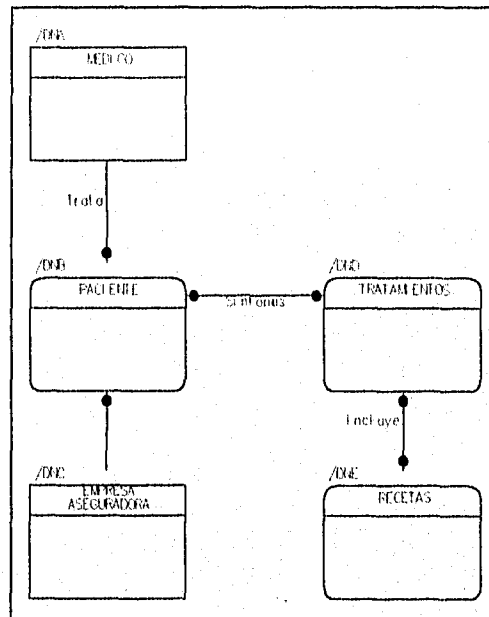 /DNA
MEDICO
Trata
/DNB
PACIENTE
/DND
TRATAMIENTOS
sintomas
Incluye
/DNC
EMPRESA
ASEGURADORA
/DNE
RECETAS